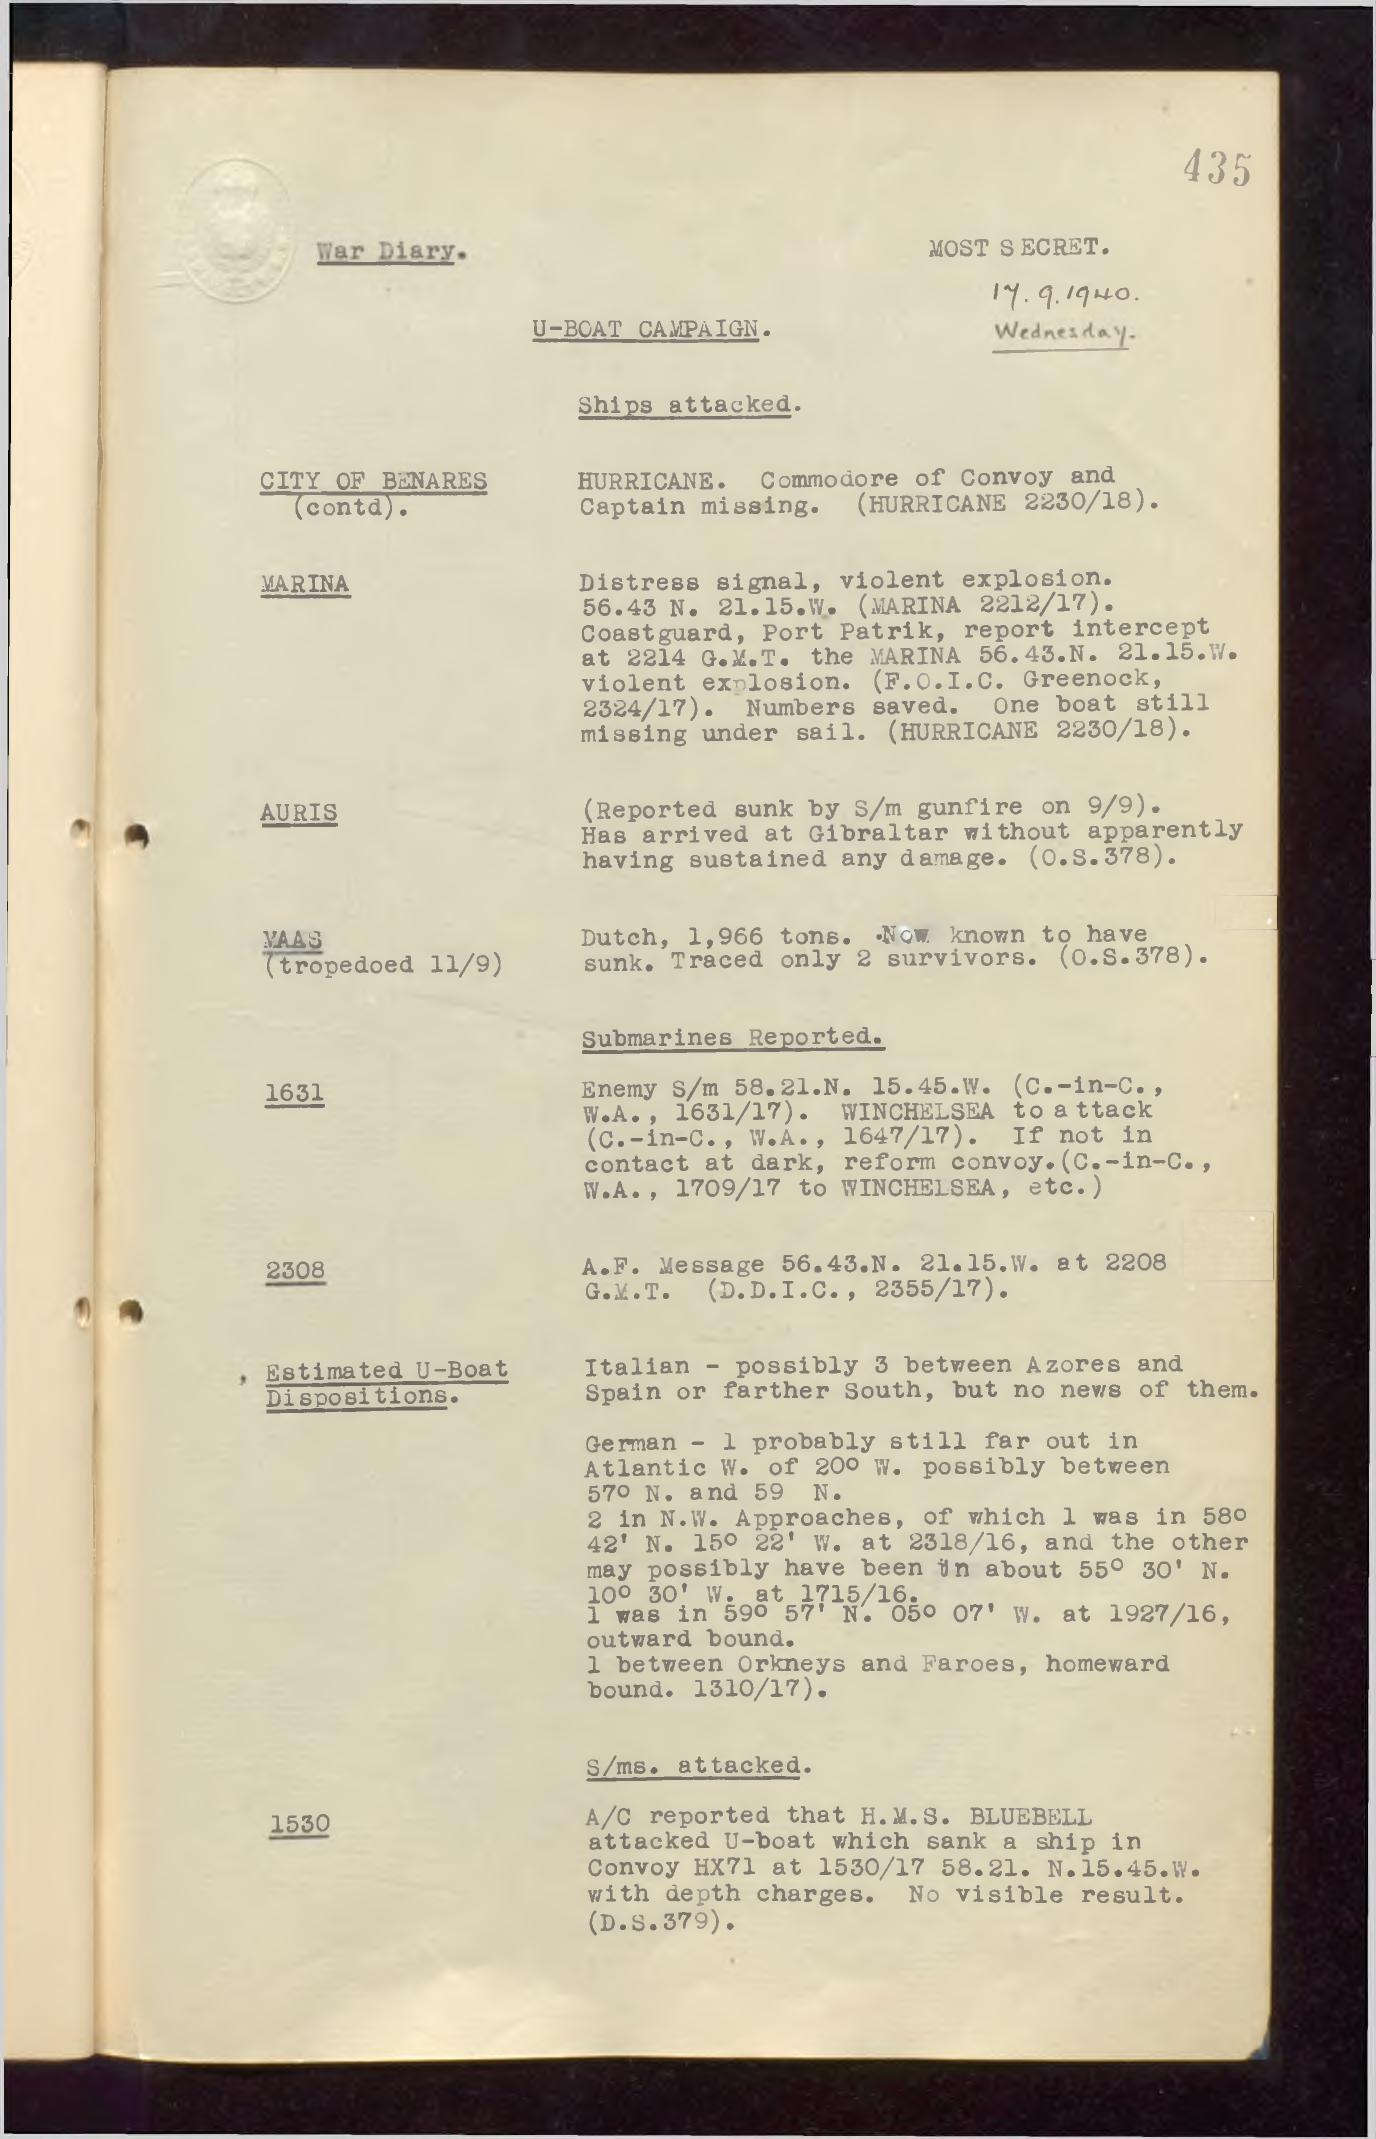 435
War Diary.
MOST SECRET.
17.9.1940.
Wednesday.
U-BOAT CAMPAIGN.
Ships attacked.
CITY OF BENARES
(contd).
HURRICANE. Commodore of Convoy and
Captain missing. (HURRICANE 2230/18).
MARINA
Distress signal, violent explosion.
56.43 N. 21.15.W. (MARINA 2212/17).
Coastguard, Port Patrik, report intercept
at 2214 G.M.T. the MARINA 56.43.N. 21.15.W.
violent explosion. (F.O.I.C. Greenock,
2324/17). Numbers saved. One boat still
missing under sail. (HURRICANE 2230/18).
AURIS
(Reported sunk by S/m gunfire on 9/9).
Has arrived at Gibraltar without apparently
having sustained any damage. (O.S.378).
MAAS
(tropedoed 11/9)
Dutch, 1,966 tons. Now known to have
sunk. Traced only 2 survivors. (O.S.378).
Submarines Reported.
1631
Enemy S/m 58.21.N. 15.45.W. (C.-in-C.,
W.A., 1631/17). WINCHELSEA to attack
(C.-in-C., W.A., 1647/17). If not in
contact at dark, reform convoy.(C.-in-C.,
W.A., 1709/17 to WINCHELSEA, etc.)
2308
A.F. Message 56.43.N. 21.15.W. at 2208
G.M.T. (D.D.I.C., 2355/17).
Estimated U-Boat
Dispositions.
Italian - possibly 3 between Azores and
Spain or farther South, but no news of them.
German - 1 probably still far out in
Atlantic W. of 20º W. possibly between
57º N. and 59 N.
2 in N.W. Approaches, of which 1 was in 58º
42' N. 15º 22' W. at 2318/16, and the other
may possibly have been in about 55º 30' N.
10º 30' W. at 1715/16.
1 was in 59º 57' N. 05º 07' W. at 1927/16,
outward bound.
1 between Orkneys and Faroes, homeward
bound. 1310/17).
S/ms. attacked.
1530
A/C reported that H.M.S. BLUEBELL
attacked U-boat which sank a ship in
Convoy HX71 at 1530/17 58.21. N.15.45.W.
with depth charges. No visible result.
(D.S.379).